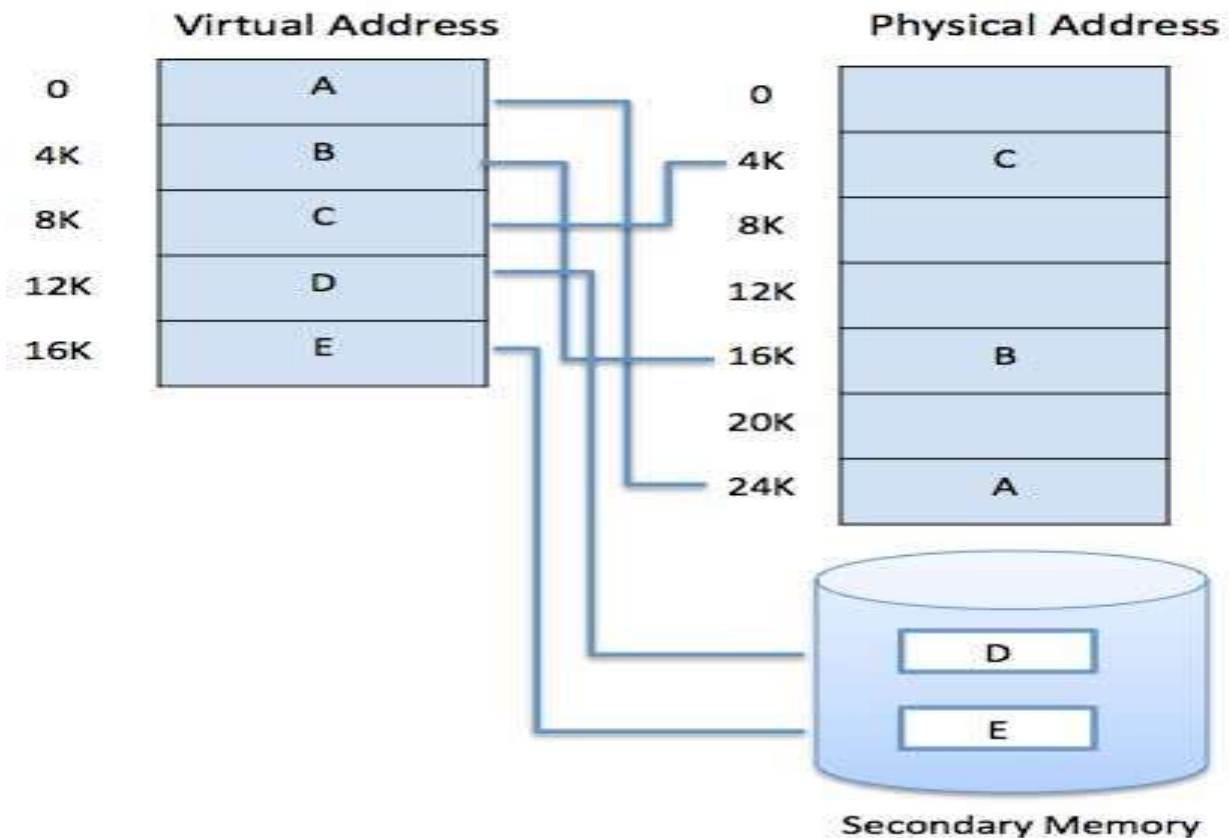 Virtual Address
0
A
4K
B
8K
C
12K
D
16K
E
Physical Address
0
4K
C
8K
12K
16K
B
20K
24K
A
D
E
Secondary Memory